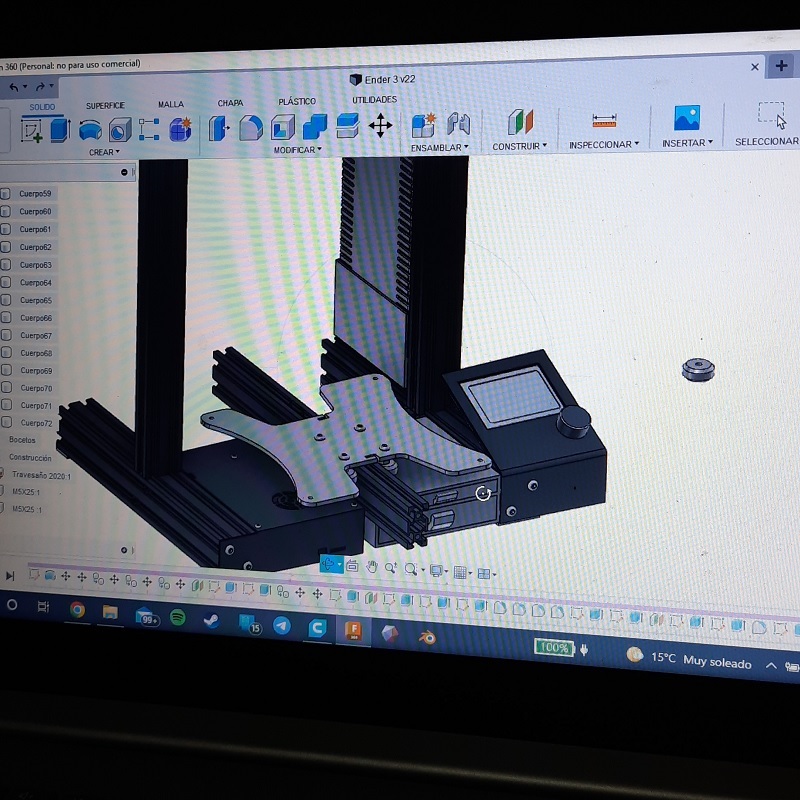 360 (Personal: no para uso comercial)
Ender 3 v22
SOLIDO
SUPERFICIE
MALLA
CHAPA
PLÁSTICO
UTILIDADES
CREAR
MODIFICAR
ENSAMBLAR
CONSTRUIR
INSPECCIONAR
INSERTAR
SELECCIONAR
Cuerpo59
Cuerpo60
Cuerpo61
Cuerpo62
Cuerpo63
Cuerpo64
Cuerpo65
Cuerpo66
Cuerpo67
Cuerpo68
Cuerpo69
Cuerpo70
Cuerpo71
Cuerpo72
Bocetos
Construcción
Travesaño 2020:1
M5X25:1
M5X25 :1
99+
15
100%
15°C Muy soleado